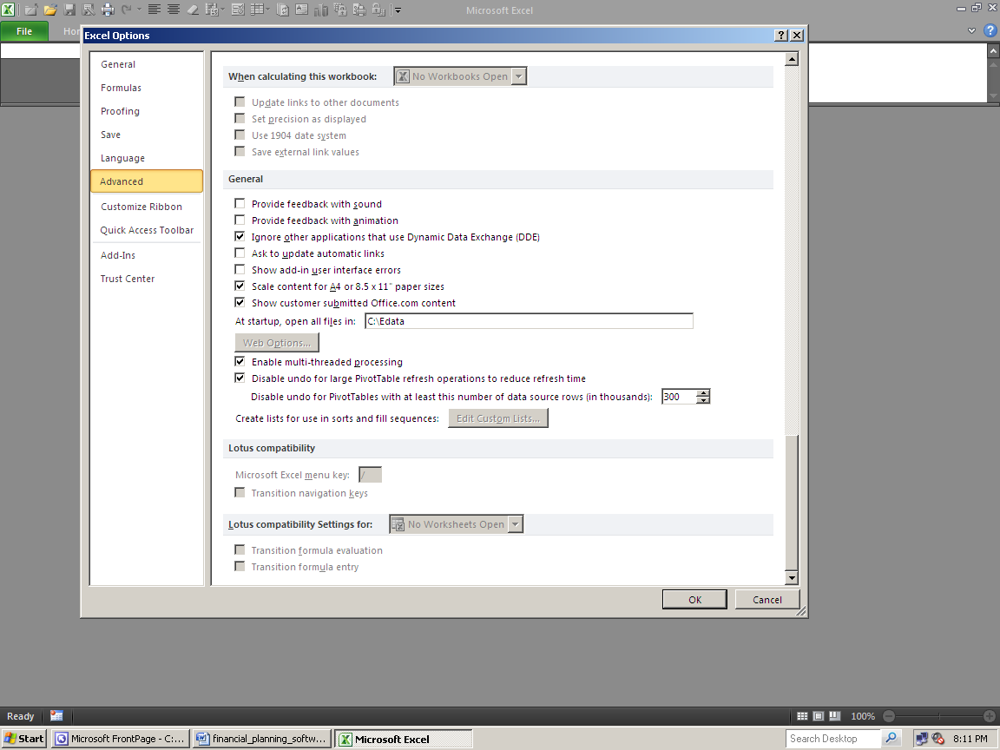 Microsoft Excel
File Hor
Excel Options
General
Formulas
Proofing
Save
Language
Advanced
Customize Ribbon
Quick Access Toolbar
Add-Ins
Trust Center
When calculating this workbook: No Workbooks Open
Update links to other documents
Set precision as displayed
Use 1904 date system
Save external link values
General
Provide feedback with sound
Provide feedback with animation
Ignore other applications that use Dynamic Data Exchange (DDE)
Ask to update automatic links
Show add-in user interface errors
Scale content for A4 or 8.5 x 11" paper sizes
Show customer submitted Office.com content
At startup, open all files in: C:\Edata
Web Options...
Enable multi-threaded processing
Disable undo for large PivotTable refresh operations to reduce refresh time
Disable undo for PivotTables with at least this number of data source rows (in thousands): 300
Create lists for use in sorts and fill sequences: Edit Custom Lists...
Lotus compatibility
Microsoft Excel menu key: /
Transition navigation keys
Lotus compatibility Settings for: No Worksheets Open
Transition formula evaluation
Transition formula entry
OK Cancel
Ready 100%
Start Microsoft FrontPage - C:... financial_planning_softw... Microsoft Excel Search Desktop 8:11 PM